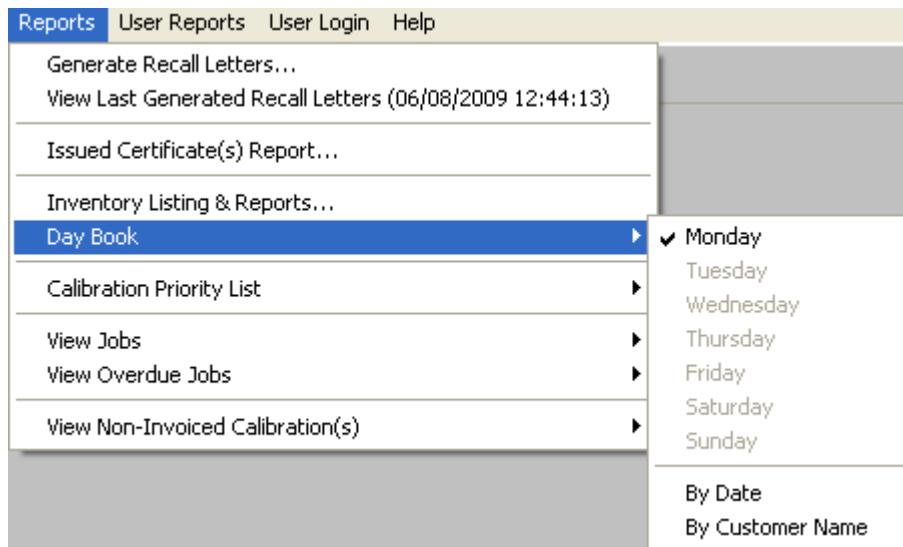 Reports User Reports User Login Help
Generate Recall Letters...
View Last Generated Recall Letters (06/08/2009 12:44:13)
Issued Certificate(s) Report...
Inventory Listing & Reports...
Day Book
Calibration Priority List
View Jobs
View Overdue Jobs
View Non-Invoiced Calibration(s)
Monday
Tuesday
Wednesday
Thursday
Friday
Saturday
Sunday
By Date
By Customer Name